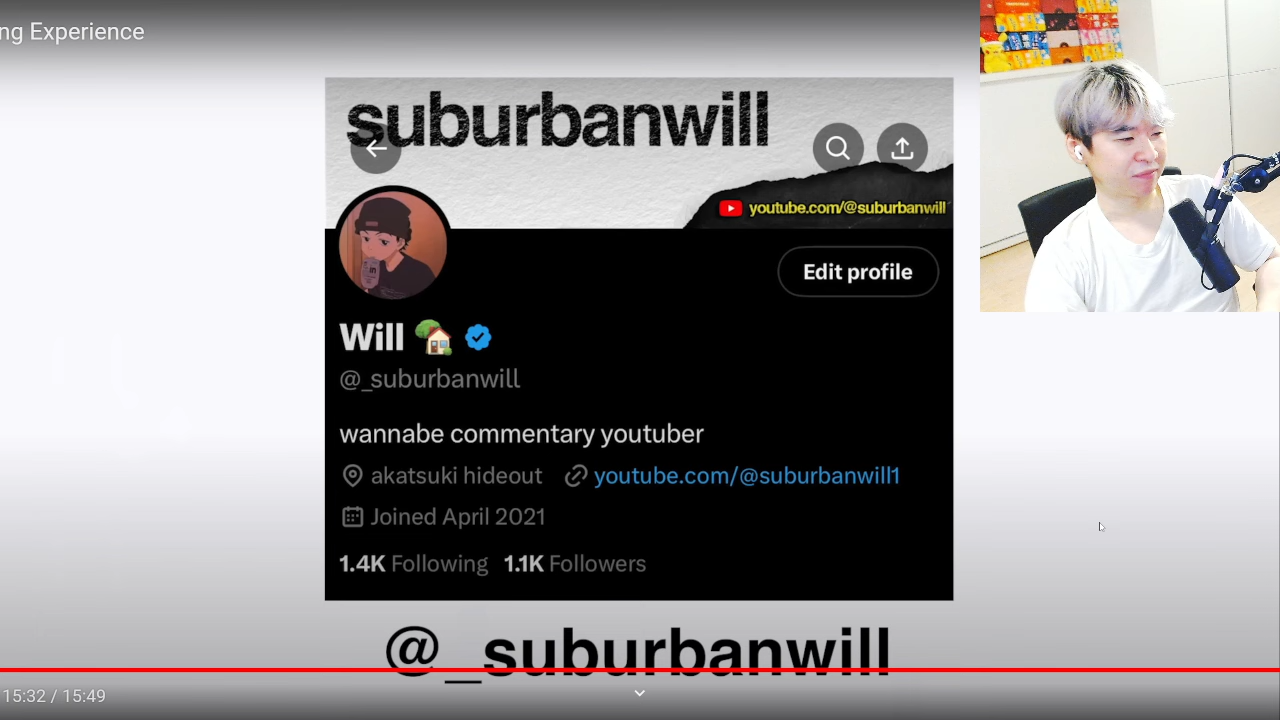 ng Experience
suburbanwill
youtube.com/@suburbanwill
Edit profile
Will
@_suburbanwill
wannabe commentary youtuber
akatsuki hideout youtube.com/@suburbanwill1
Joined April 2021
1.4K Following 1.1K Followers
@_suburbanwill
15:32 / 15:49